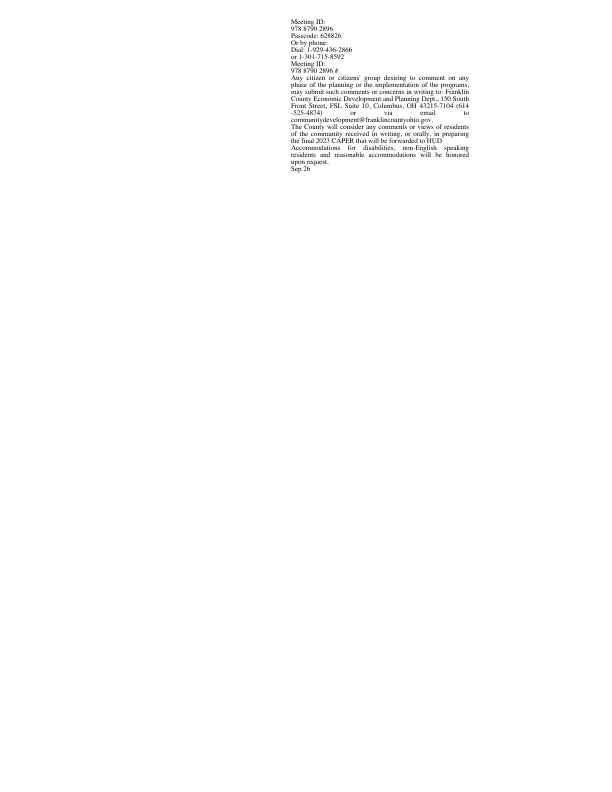 Meeting ID:
978 8790 2896
Passcode: 628826
Or by phone:
Dial: 1-929-436-2866
or 1-301-715-8592
Meeting ID:
978 8790 2896 #
Any citizen or citizens' group desiring to comment on any
phase of the planning or the implementation of the programs,
may submit such comments or concerns in writing to: Franklin
County Economic Development and Planning Dept., 150 South
Front Street, FSL Suite 10, Columbus, OH 43215-7104 (614
-525-4874) or via email to
communitydevelopment@franklincountyohio.gov.
The County will consider any comments or views of residents
of the community received in writing, or orally, in preparing
the final 2023 CAPER that will be forwarded to HUD
Accommodations for disabilities, non-English speaking
residents and reasonable accommodations will be honored
upon request.
Sep 26